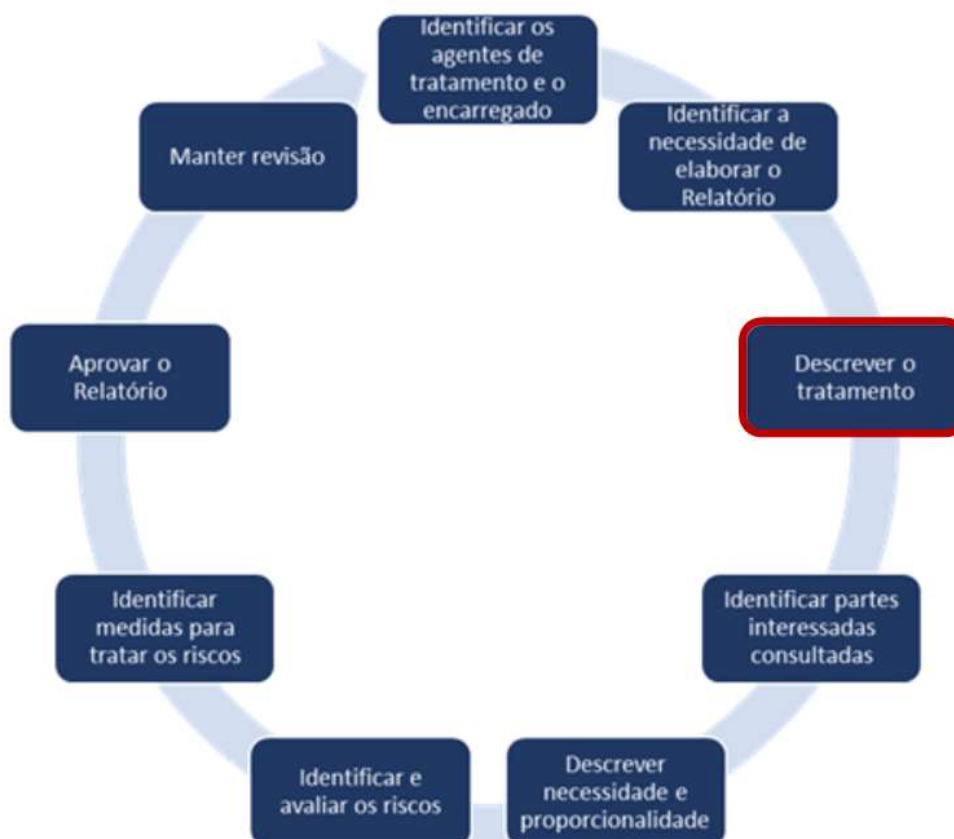 Identificar os
agentes de
tratamento e o
encarregado
Identificar a
necessidade de
elaborar o
Relatório
Descrever o
tratamento
Identificar partes
interessadas
consultadas
Descrever
necessidade e
proporcionalidade
Identificar e
avaliar os riscos
Identificar
medidas para
tratar os riscos
Aprovar o
Relatório
Manter revisão